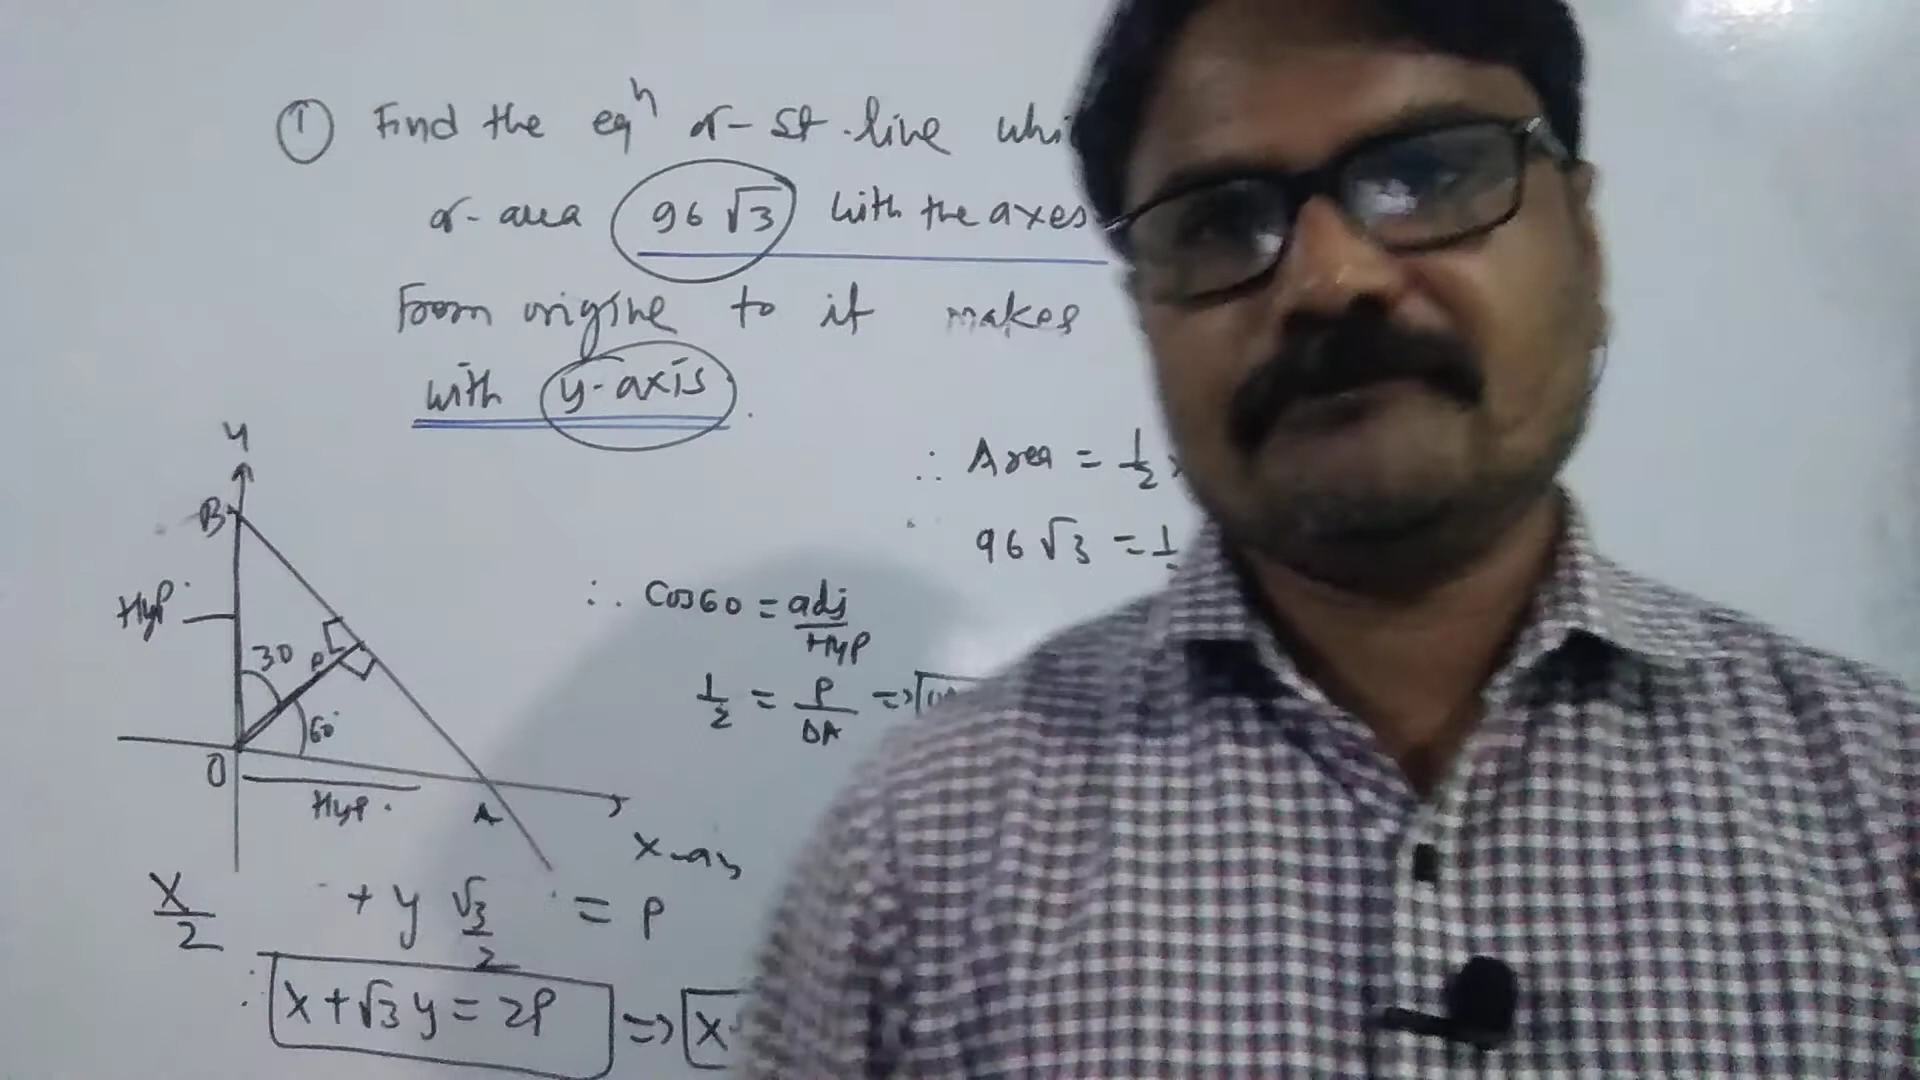 ① Find the eqⁿ of st. line whi
of area 96√3 with the axes
From origine to it makes
with y-axis.
∴ Area = 1/2 ×
96√3 = 1
∴ Cos60 = adj/Hyp
1/2 = P/OA =>
Y
B
Hyp
30
P
60°
O
Hyp.
A
x-ax
x/2 + y √3/2 = P
∴ x+√3y = 2P => x